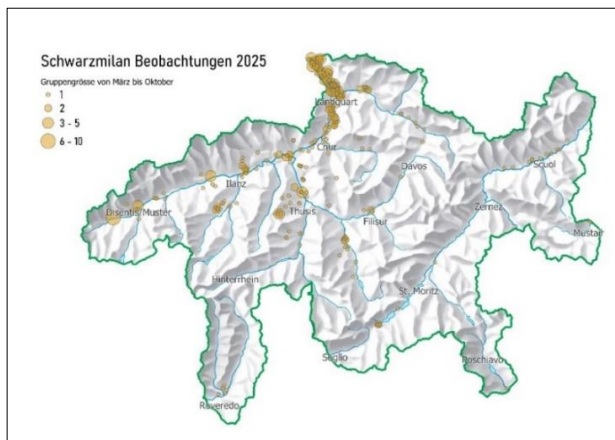 Schwarzmilan Beobachtungen 2025
Gruppengrösse von März bis Oktober
1
2
3 - 5
6 - 10
Landquart
Chur
Davos
Scuol
Ilanz
Disentis/Muster
Thusis
Filisur
Zernez
Mustair
Hinterrhein
St. Moritz
Soglio
Poschiavo
Roveredo